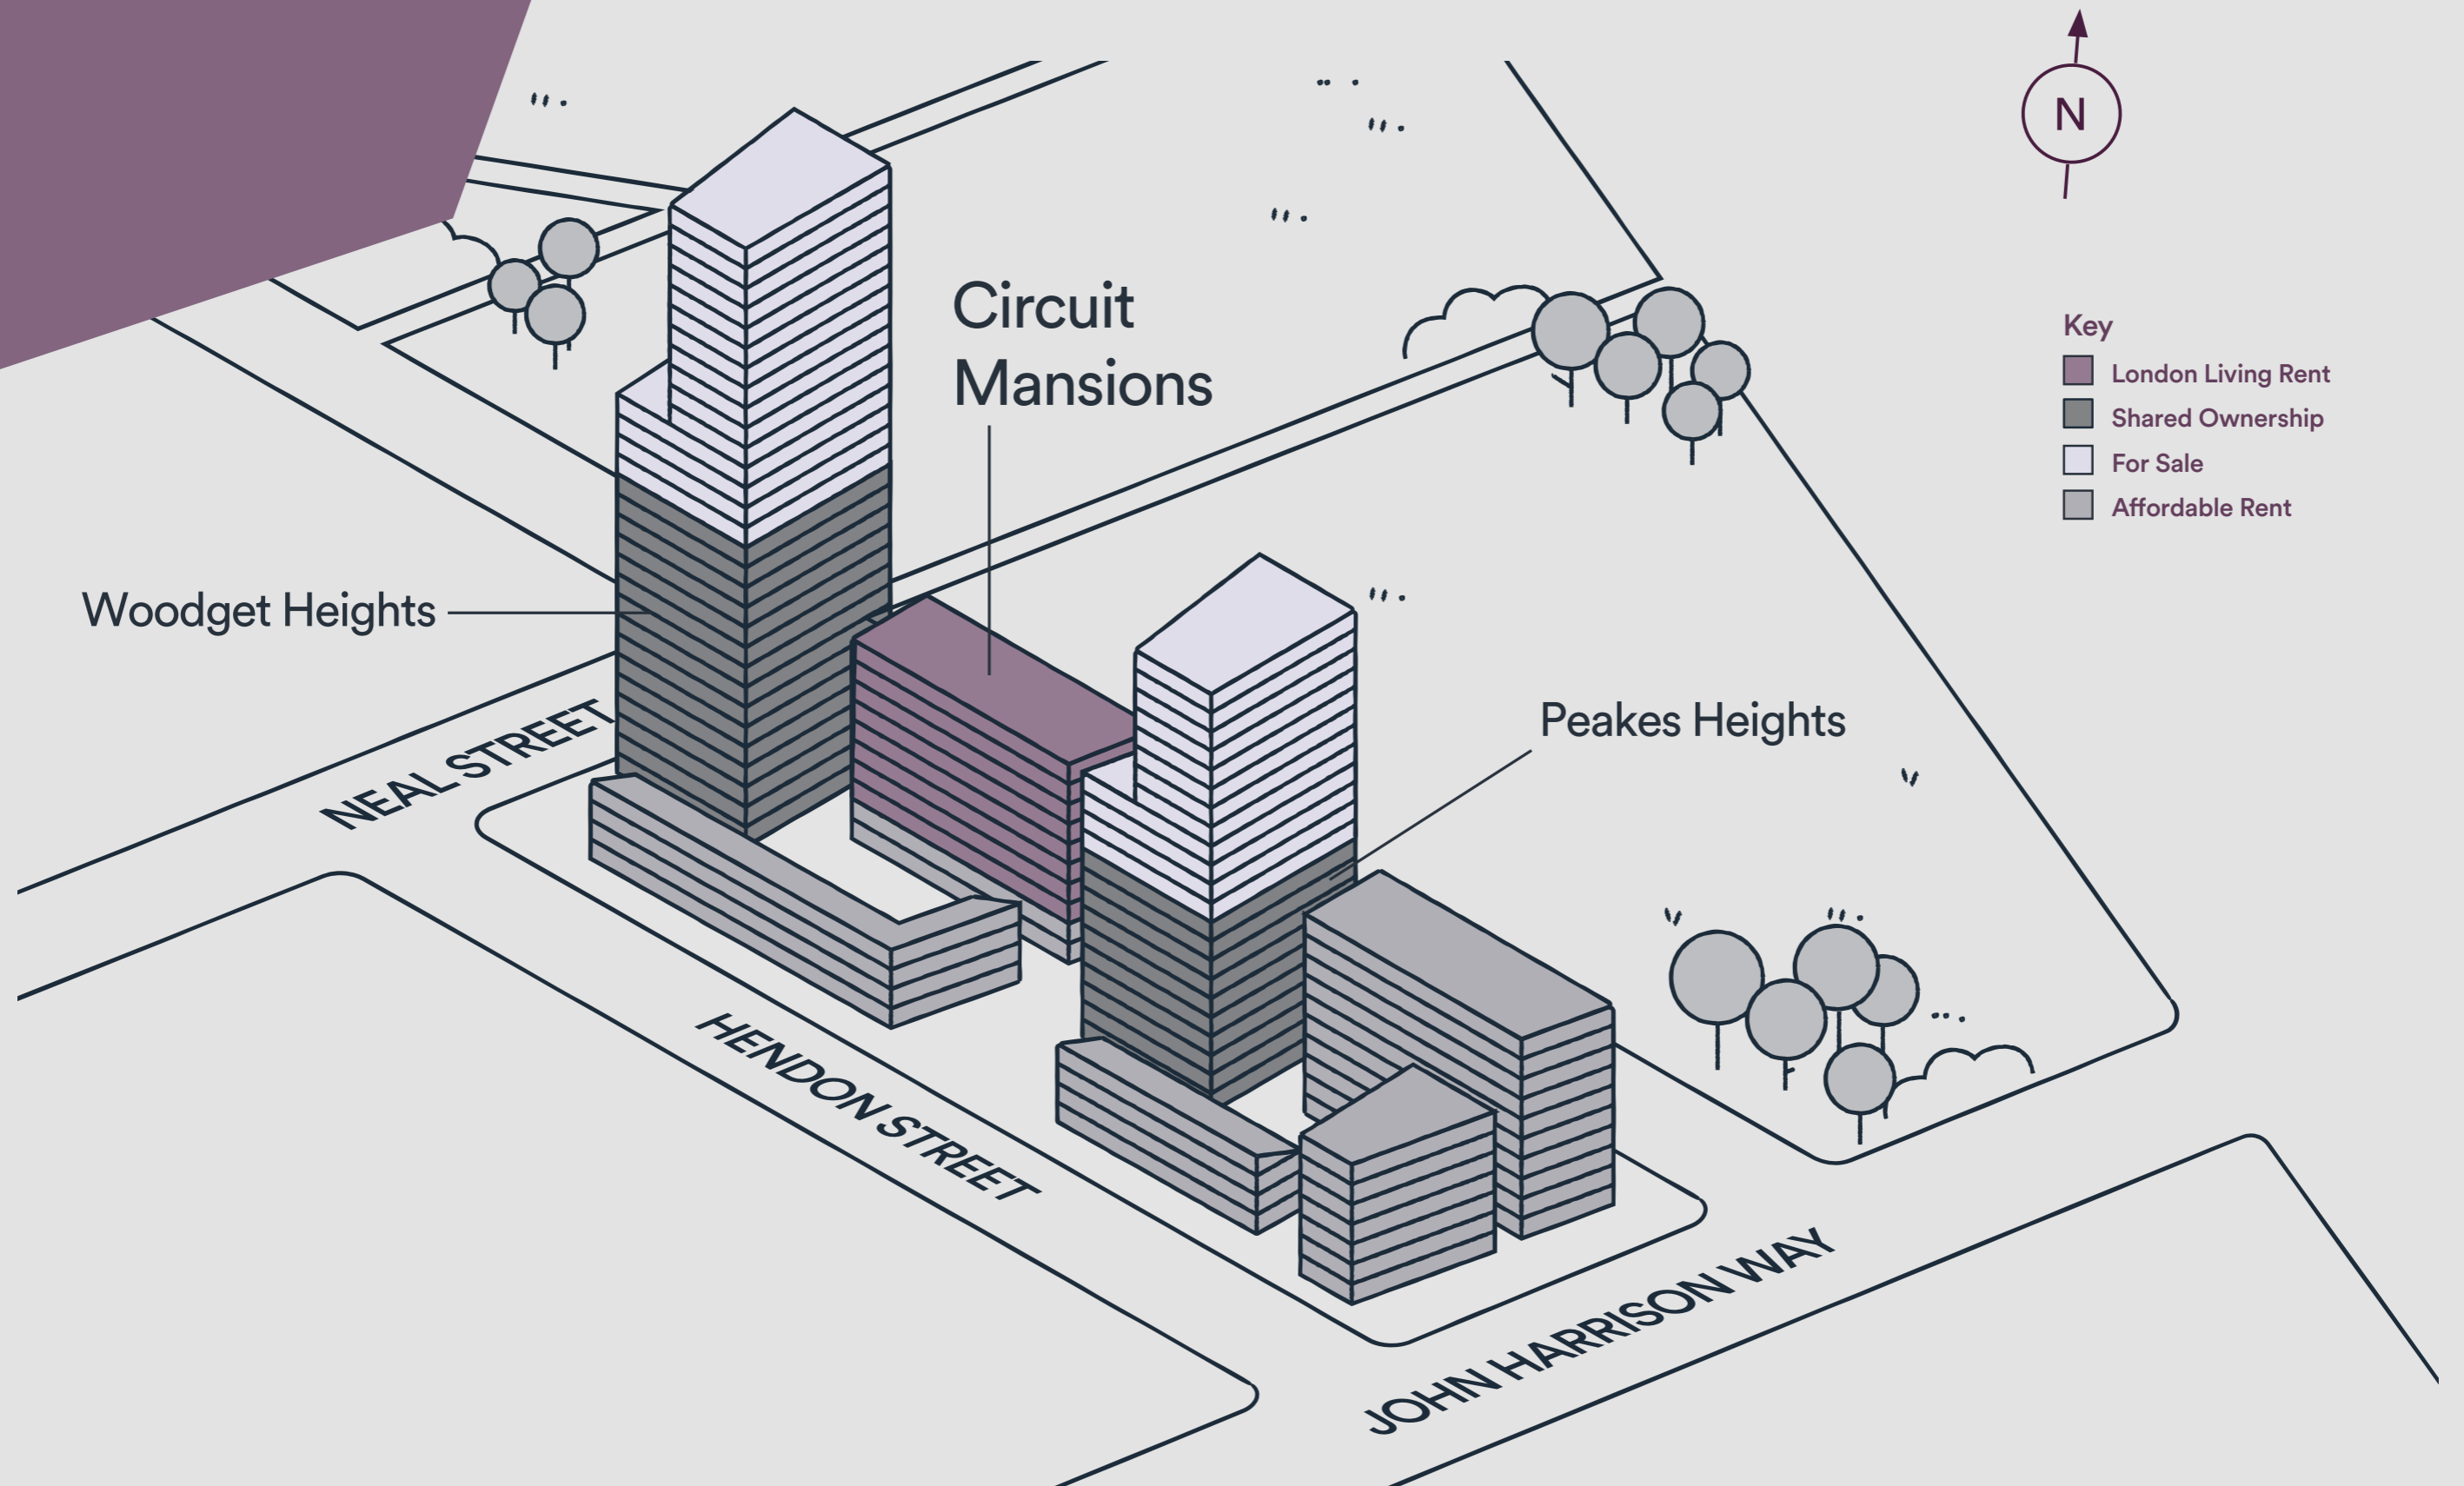 N
Circuit
Mansions
Key
London Living Rent
Shared Ownership
For Sale
Affordable Rent
Woodget Heights
Peakes Heights
NEAL STREET
HENDON STREET
JOHN HARRISON WAY